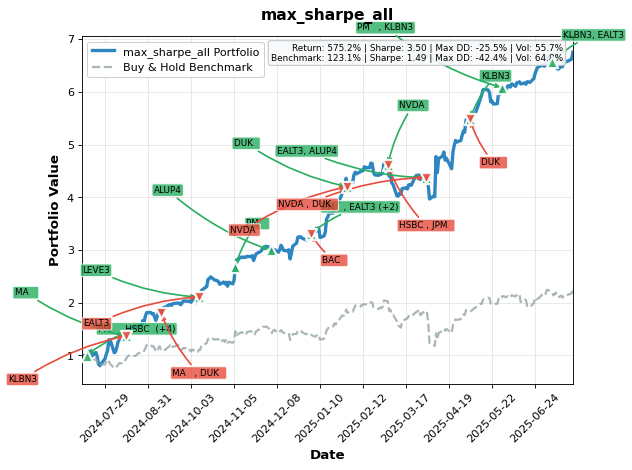 max_sharpe_all
PM , KLBN3
KLBN3, EALT3
max_sharpe_all Portfolio
Buy & Hold Benchmark
Return: 575.2% | Sharpe: 3.50 | Max DD: -25.5% | Vol: 55.7%
Benchmark: 123.1% | Sharpe: 1.49 | Max DD: -42.4% | Vol: 64.0%
KLBN3
NVDA
DUK
EALT3, ALUP4
DUK
ALUP4
NVDA , DUK
, EALT3 (+2)
HSBC , JPM
NVDA
BAC
LEVE3
MA
EALT3
HSBC (+4)
KLBN3
MA , DUK
Portfolio Value
7
6
5
4
3
2
1
2024-07-29
2024-08-31
2024-10-03
2024-11-05
2024-12-08
2025-01-10
2025-02-12
2025-03-17
2025-04-19
2025-05-22
2025-06-24
Date